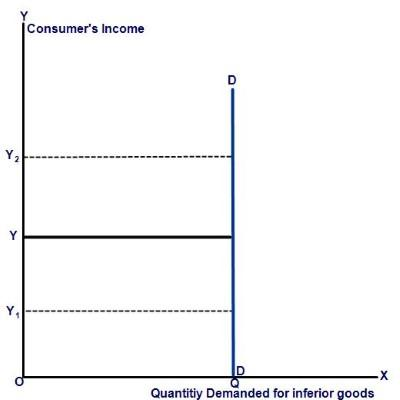 Y
Consumer's Income
D
Y2
Y
Y1
D
O
Q
X
Quantitiy Demanded for inferior goods